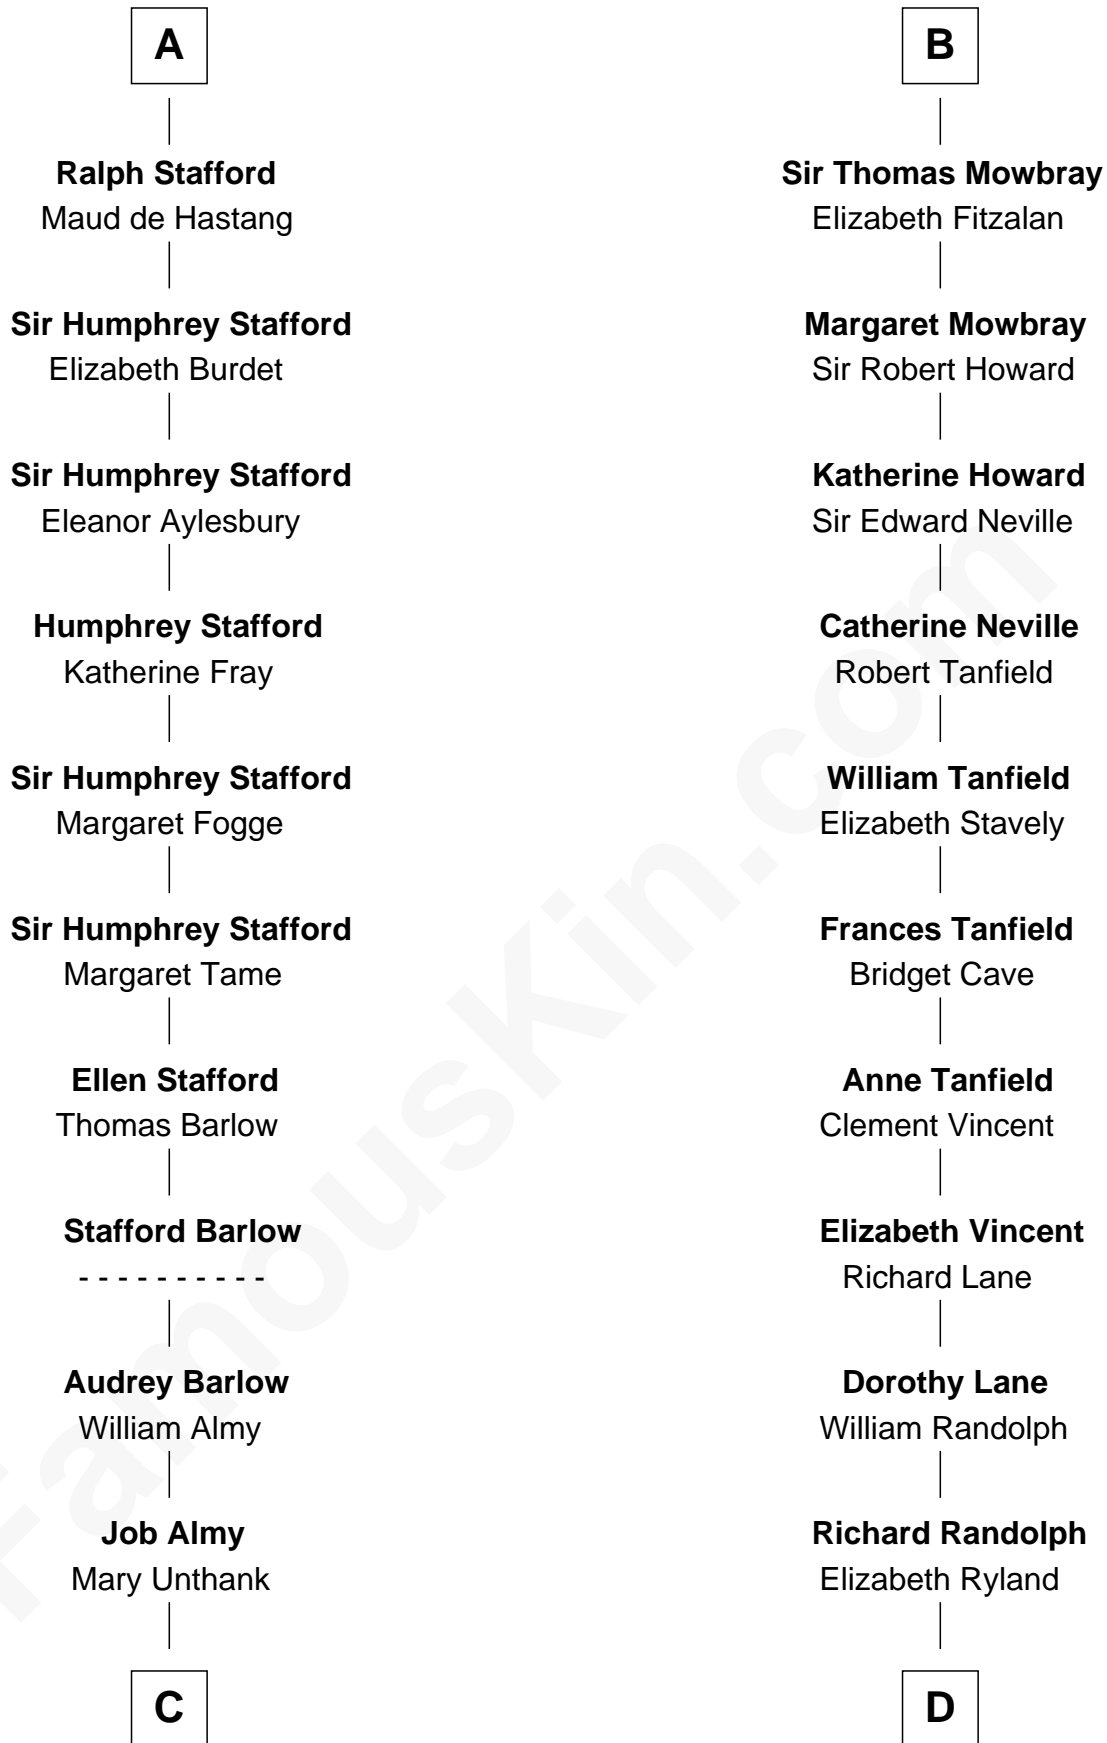 A
Ralph Stafford
Maud de Hastang
Sir Humphrey Stafford
Elizabeth Burdet
Sir Humphrey Stafford
Eleanor Aylesbury
Humphrey Stafford
Katherine Fray
Sir Humphrey Stafford
Margaret Fogge
Sir Humphrey Stafford
Margaret Tame
Ellen Stafford
Thomas Barlow
Stafford Barlow
- - - - - - - - - -
Audrey Barlow
William Almy
Job Almy
Mary Unthank
C
B
Sir Thomas Mowbray
Elizabeth Fitzalan
Margaret Mowbray
Sir Robert Howard
Katherine Howard
Sir Edward Neville
Catherine Neville
Robert Tanfield
William Tanfield
Elizabeth Stavely
Frances Tanfield
Bridget Cave
Anne Tanfield
Clement Vincent
Elizabeth Vincent
Richard Lane
Dorothy Lane
William Randolph
Richard Randolph
Elizabeth Ryland
D
FamousKin.com